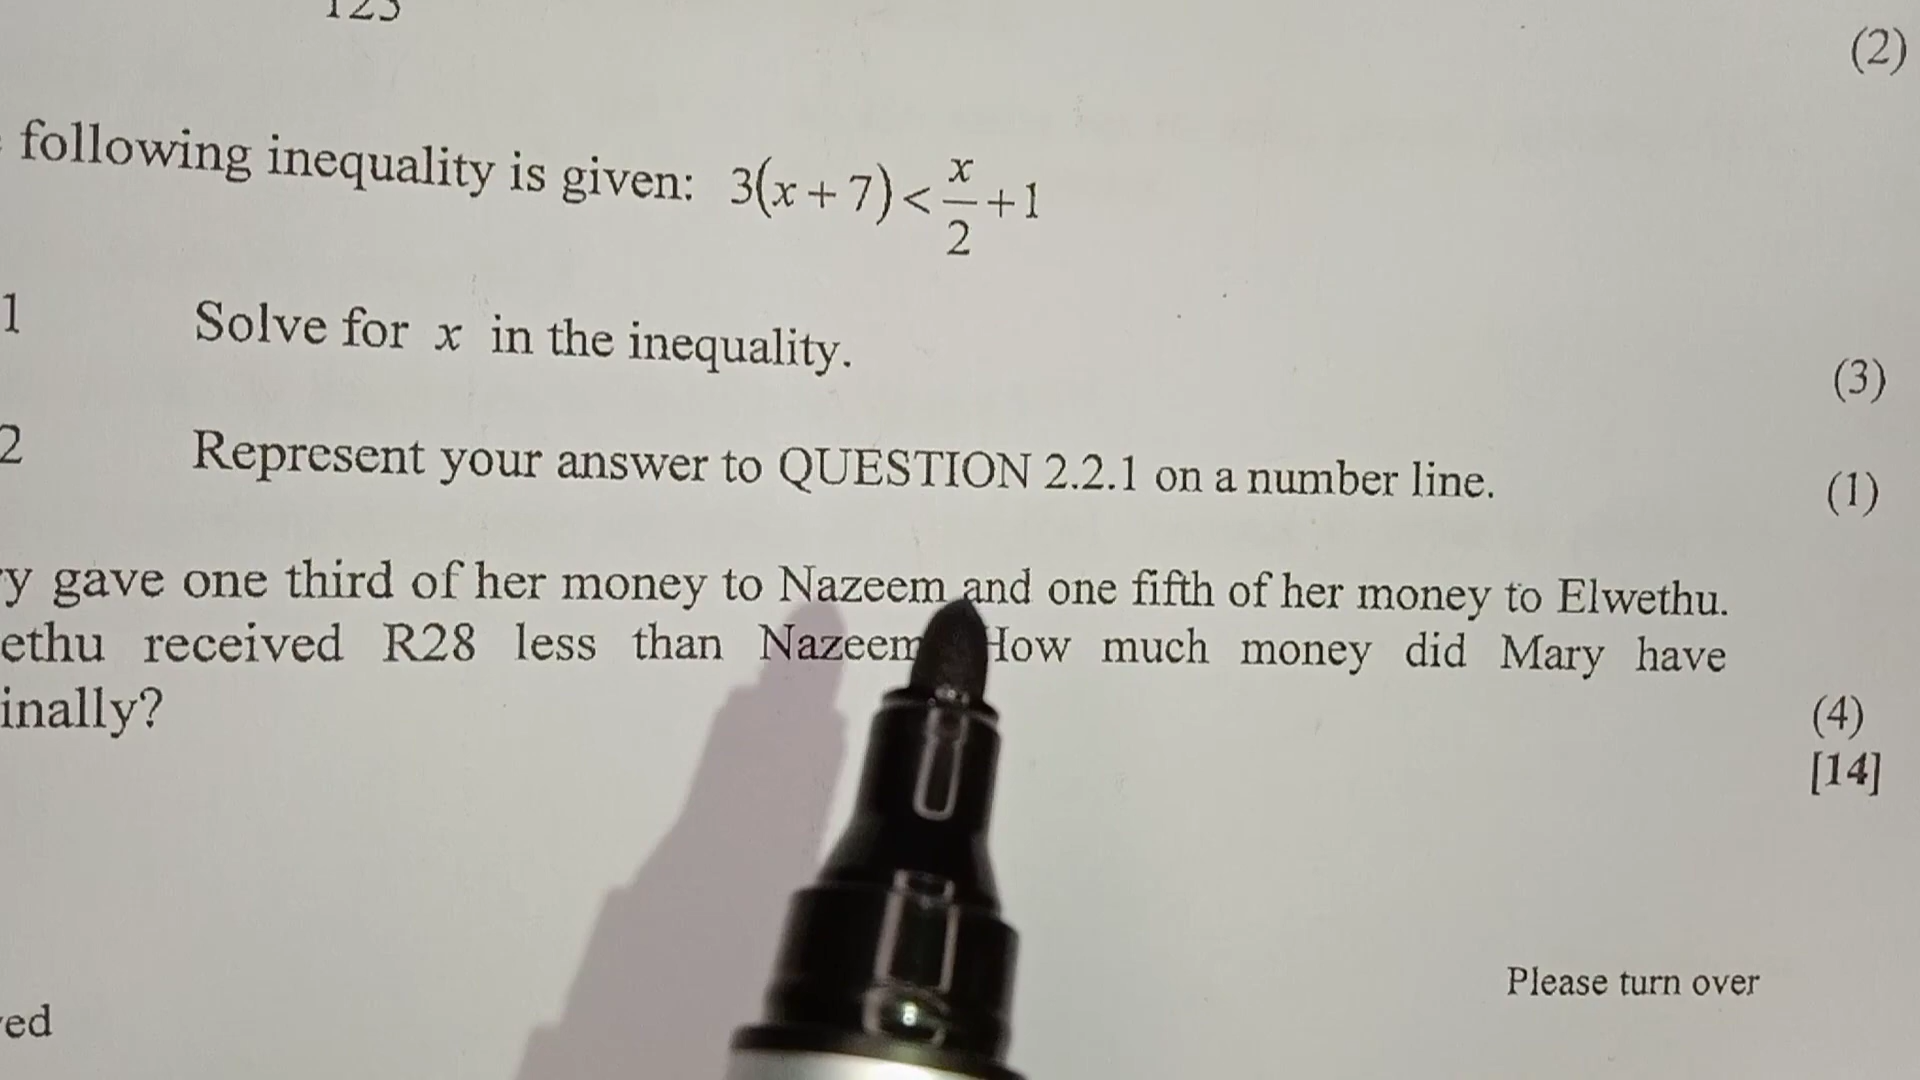 (2)
following inequality is given: 3(x + 7) < x/2 + 1
1 Solve for x in the inequality. (3)
2 Represent your answer to QUESTION 2.2.1 on a number line. (1)
y gave one third of her money to Nazeem and one fifth of her money to Elwethu.
ethu received R28 less than Nazeem How much money did Mary have
inally? (4)
[14]
Please turn over
ed